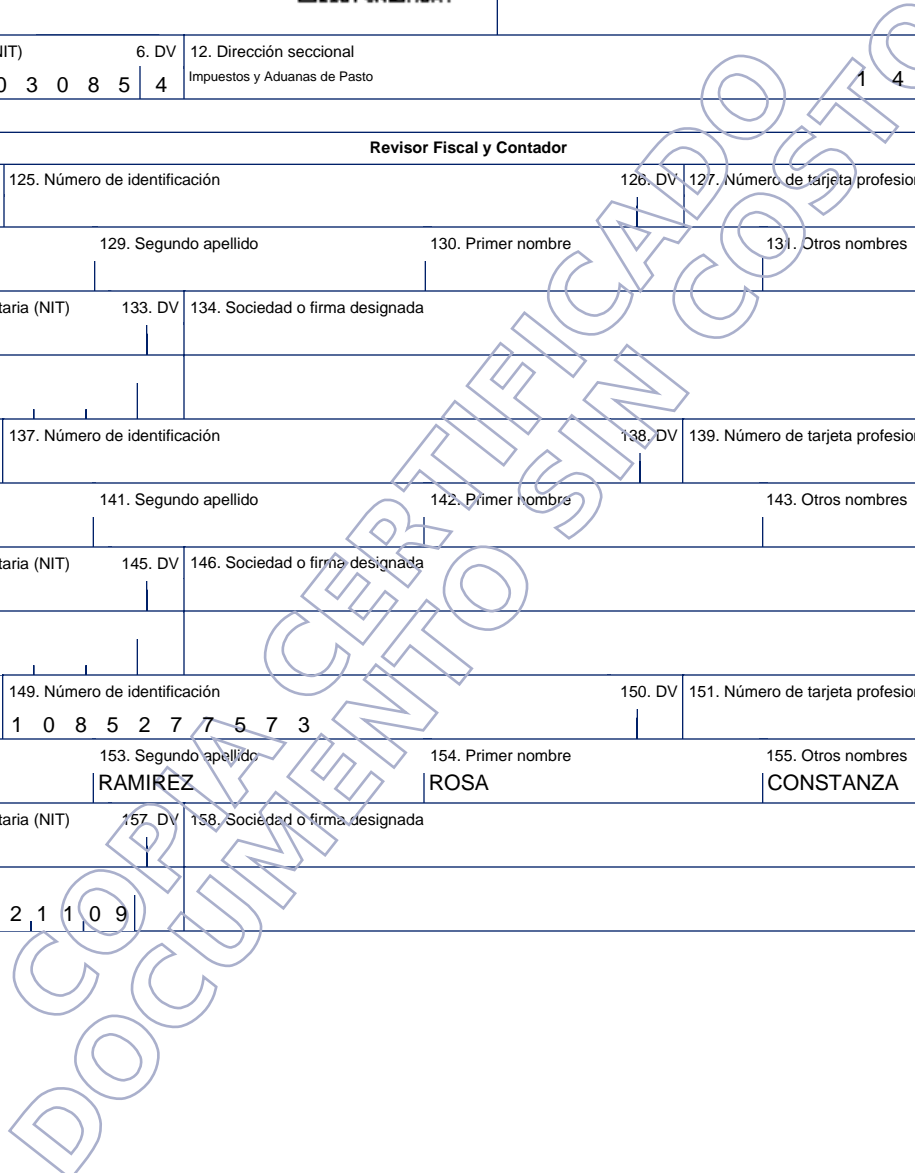 NIT) 6. DV 12. Dirección seccional
0 3 0 8 5 4 Impuestos y Aduanas de Pasto 1 4
Revisor Fiscal y Contador
125. Número de identificación 126. DV 127. Número de tarjeta profesion
129. Segundo apellido 130. Primer nombre 131. Otros nombres
taria (NIT) 133. DV 134. Sociedad o firma designada
137. Número de identificación 138. DV 139. Número de tarjeta profesion
141. Segundo apellido 142. Primer nombre 143. Otros nombres
taria (NIT) 145. DV 146. Sociedad o firma designada
149. Número de identificación 150. DV 151. Número de tarjeta profesion
1 0 8 5 2 7 7 5 7 3
153. Segundo apellido 154. Primer nombre 155. Otros nombres
RAMIREZ ROSA CONSTANZA
taria (NIT) 157. DV 158. Sociedad o firma designada
2 1 1 0 9
COPIA CERTIFICADO
DOCUMENTO SIN COSTO